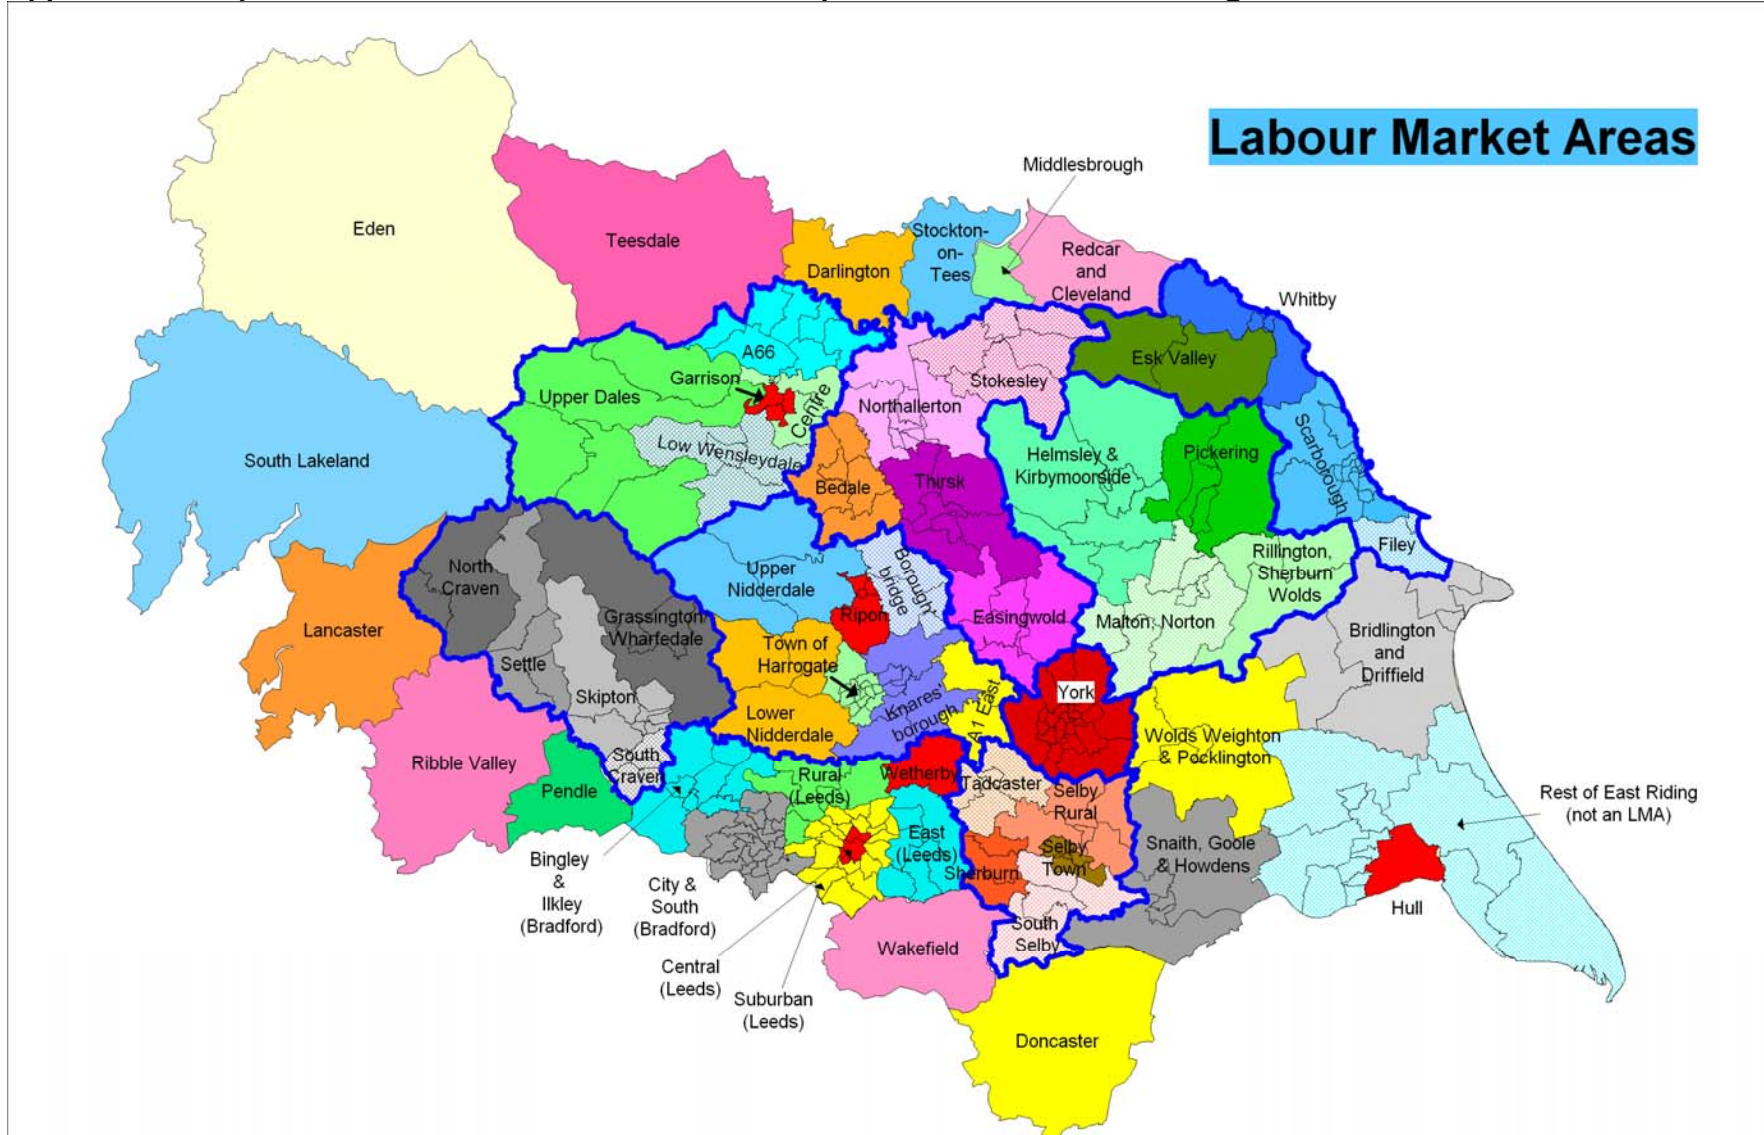 Labour Market Areas
Middlesbrough
Eden
Teesdale
Darlington
Stockton-
on-
Tees
Redcar
and
Cleveland
Whitby
A66
Esk Valley
Garrison
Stokesley
Upper Dales
Centre
Northallerton
Scarborough
South Lakeland
Low Wensleydale
Helmsley &
Kirbymoorside
Pickering
Bedale
Thirsk
Filey
North
Craven
Upper
Nidderdale
Borough'
bridge
Rillington,
Sherburn
Wolds
Lancaster
Grassington/
Wharfedale
Ripon
Easingwold
Malton, Norton
Bridlington
and
Driffield
Town of
Harrogate
Settle
Skipton
Knares'
borough
A1 East
York
Lower
Nidderdale
Wolds Weighton
& Pocklington
Ribble Valley
South
Craven
Rural
(Leeds)
Wetherby
Tadcaster
Pendle
Selby
Rural
Rest of East Riding
(not an LMA)
East
(Leeds)
Selby
Town
Snaith, Goole
& Howdens
Bingley
&
Ilkley
(Bradford)
City &
South
(Bradford)
Sherburn
Hull
South
Selby
Wakefield
Central
(Leeds)
Suburban
(Leeds)
Doncaster